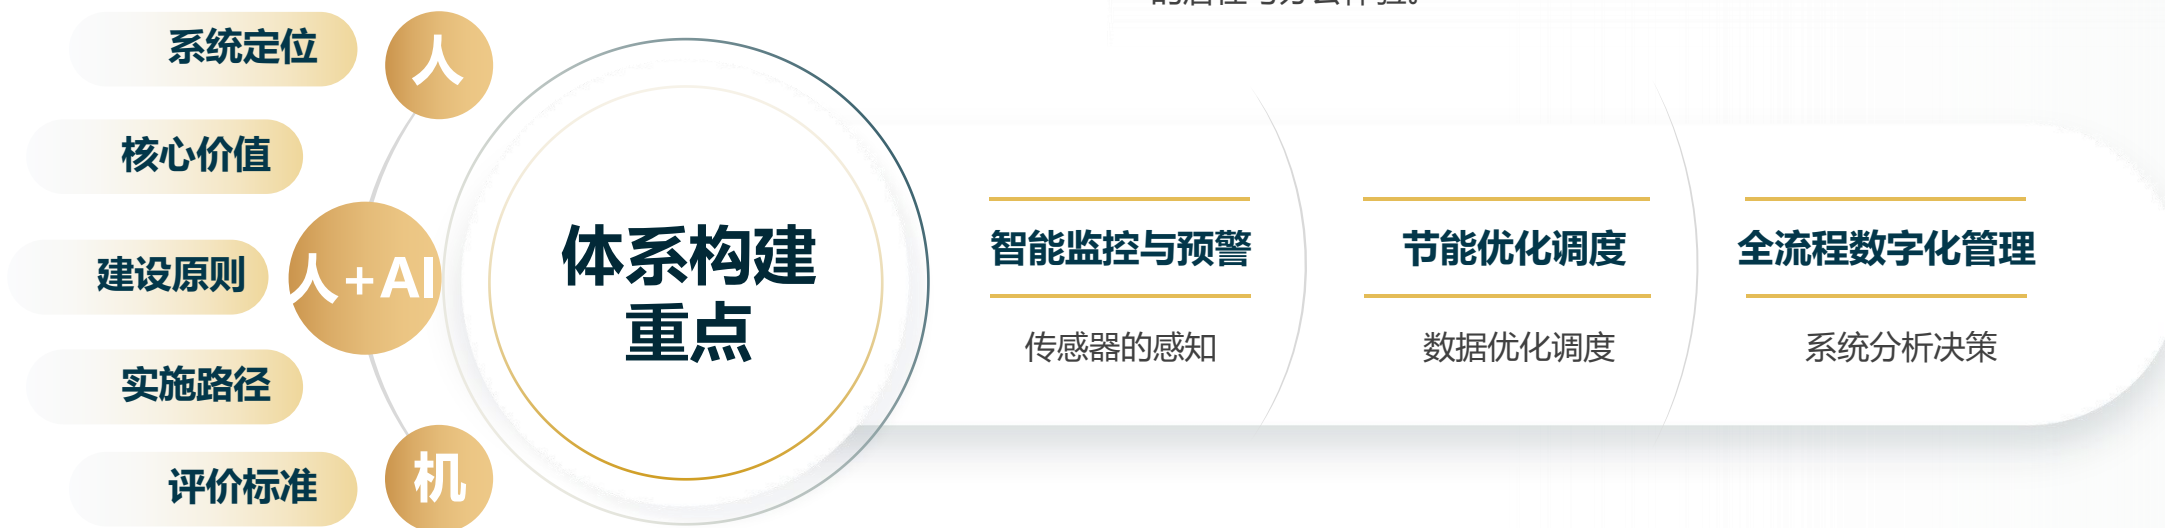 系统定位
核心价值
建设原则
实施路径
评价标准
人
人+AI
机
体系构建
重点
智能监控与预警
传感器的感知
节能优化调度
数据优化调度
全流程数字化管理
系统分析决策